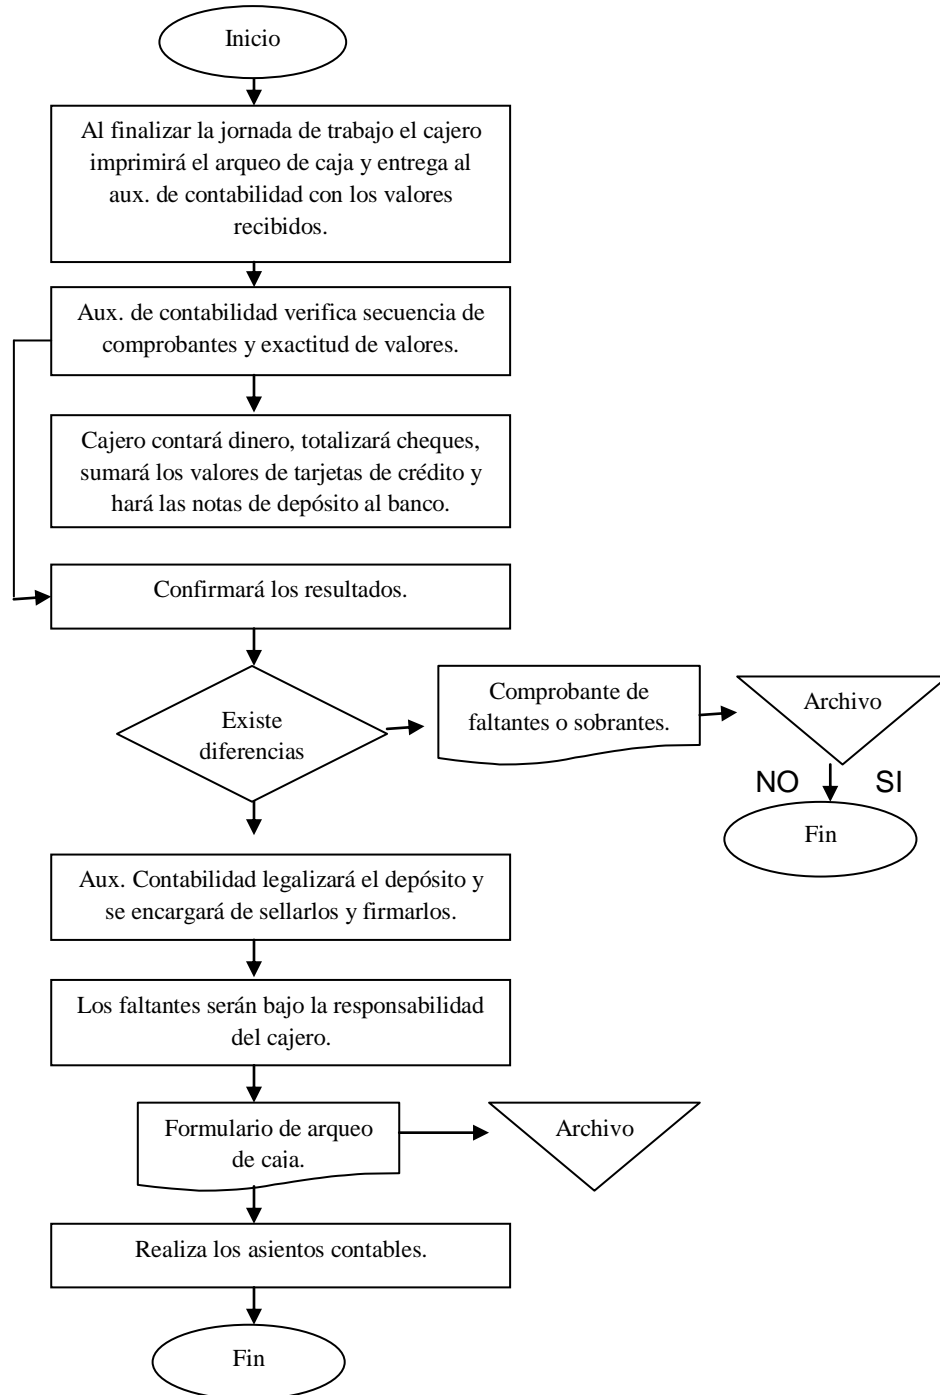 Inicio
Al finalizar la jornada de trabajo el cajero
imprimirá el arqueo de caja y entrega al
aux. de contabilidad con los valores
recibidos.
Aux. de contabilidad verifica secuencia de
comprobantes y exactitud de valores.
Cajero contará dinero, totalizará cheques,
sumará los valores de tarjetas de crédito y
hará las notas de depósito al banco.
Confirmará los resultados.
Existe
diferencias
Comprobante de
faltantes o sobrantes.
Archivo
NO
SI
Fin
Aux. Contabilidad legalizará el depósito y
se encargará de sellarlos y firmarlos.
Los faltantes serán bajo la responsabilidad
del cajero.
Formulario de arqueo
de caja.
Archivo
Realiza los asientos contables.
Fin